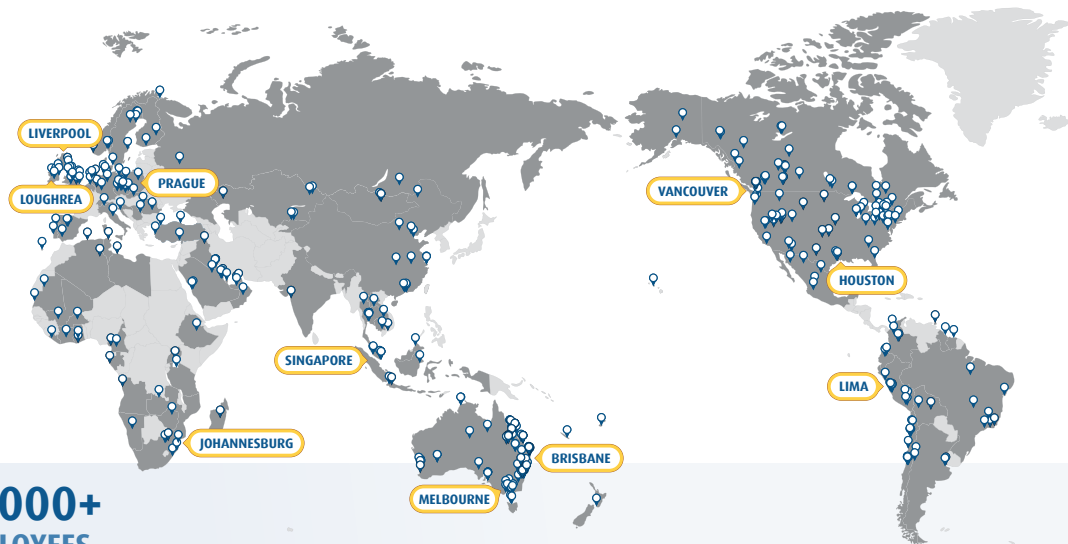 LIVERPOOL
PRAGUE
LOUGHREA
VANCOUVER
HOUSTON
SINGAPORE
LIMA
JOHANNESBURG
BRISBANE
MELBOURNE
000+